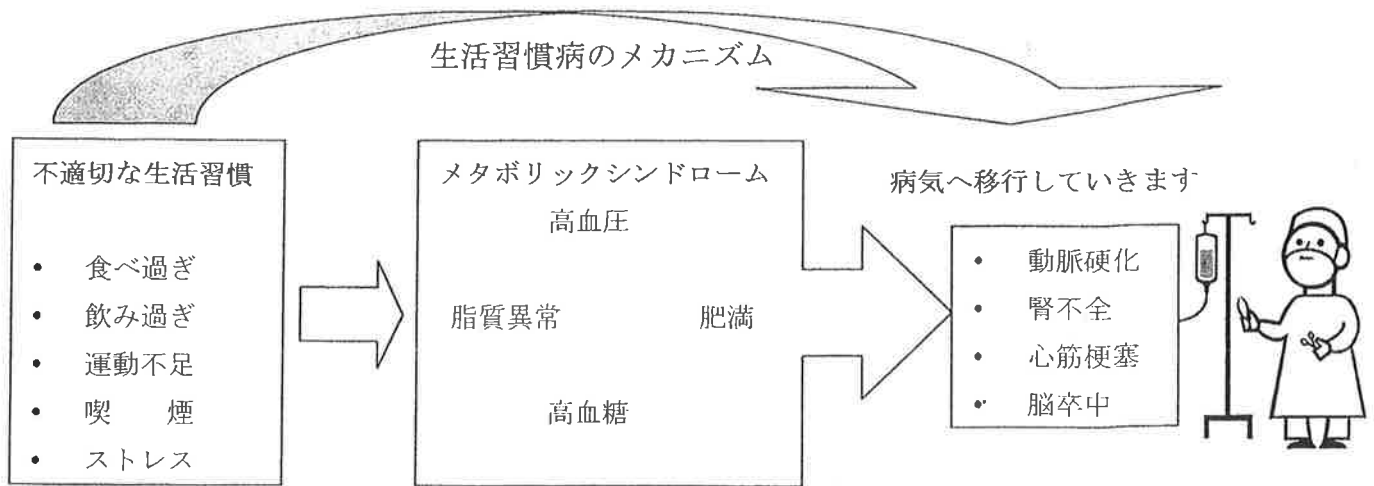 生活習慣病のメカニズム
不適切な生活習慣
• 食べ過ぎ
• 飲み過ぎ
• 運動不足
• 喫　煙
• ストレス
メタボリックシンドローム
高血圧
脂質異常　肥満
高血糖
病気へ移行していきます
• 動脈硬化
• 腎不全
• 心筋梗塞
• 脳卒中